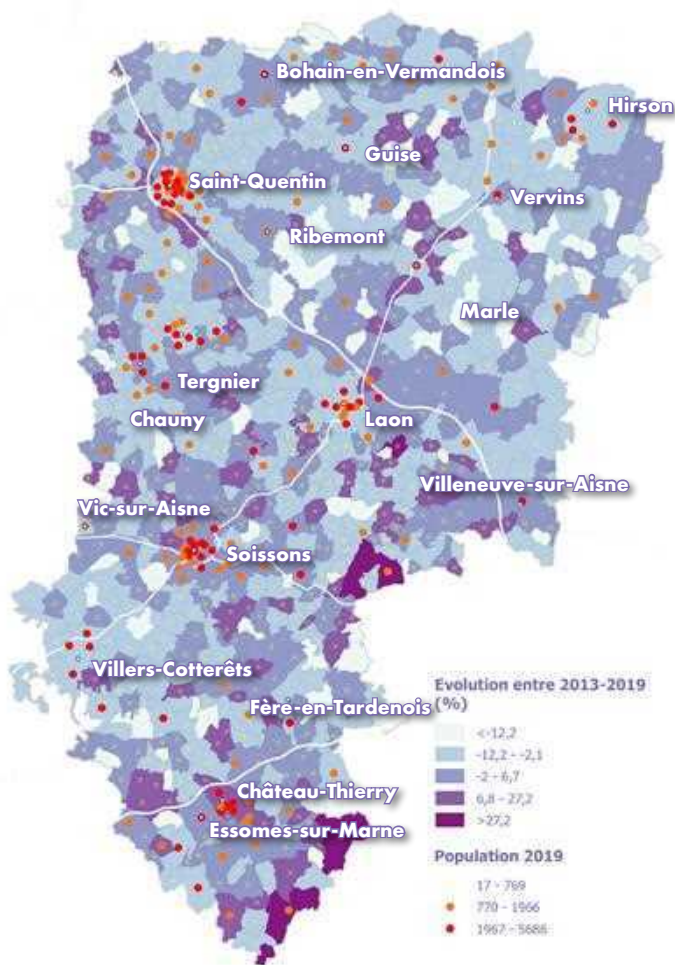 Bohain-en-Vermandois
Hirson
Guise
Saint-Quentin
Vervins
Ribemont
Marle
Tergnier
Chauny
Laon
Villeneuve-sur-Aisne
Vic-sur-Aisne
Soissons
Villers-Cotterêts
Fère-en-Tardenois
Château-Thierry
Essomes-sur-Marne
Evolution entre 2013-2019
(%)
<-12,2
-12,2 - -2,1
-2 - 6,7
6,8 - 27,2
>27,2
Population 2019
17 - 769
770 - 1966
1967 - 5686